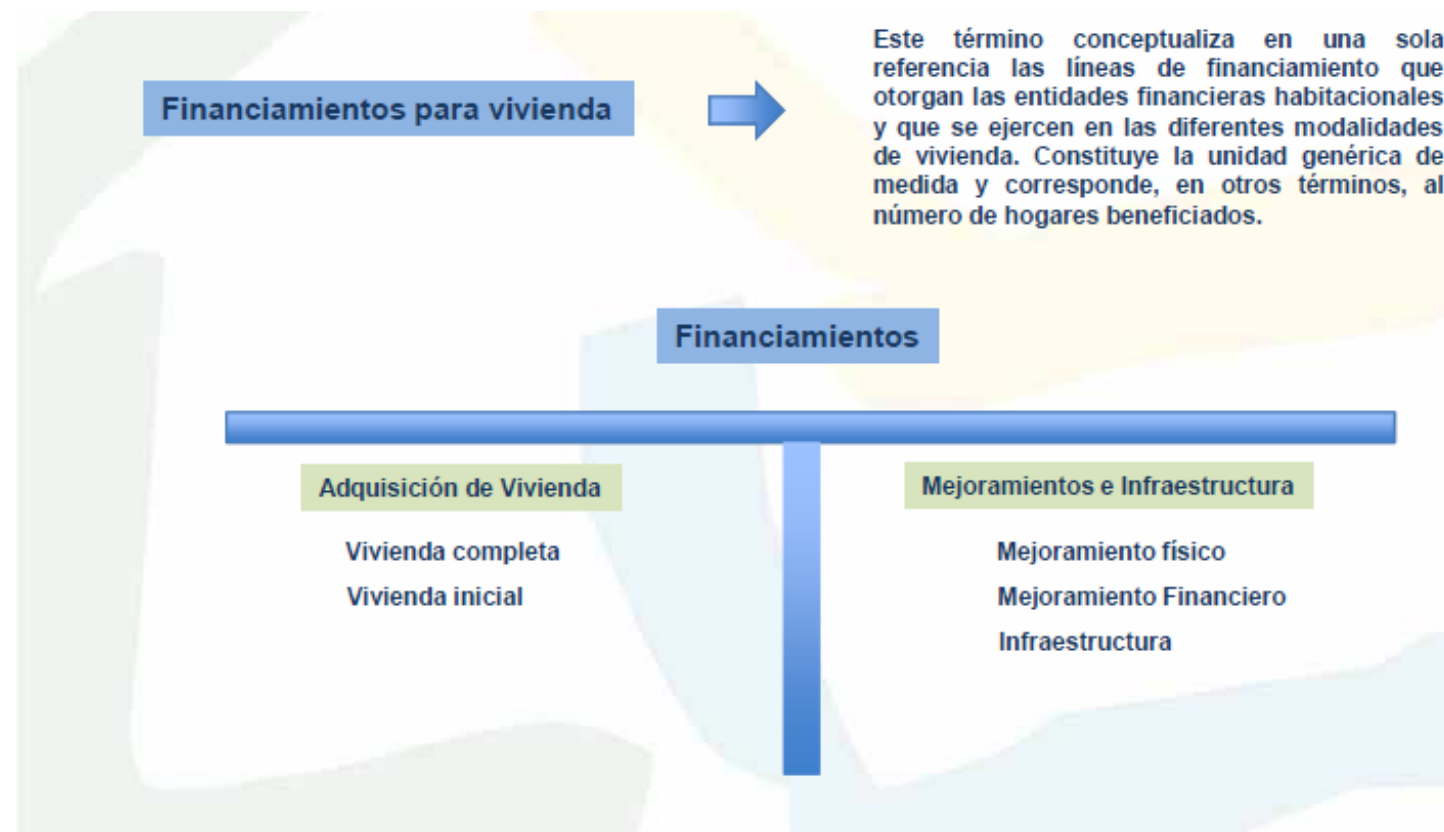 Financiamientos para vivienda
Este término conceptualiza en una sola
referencia las líneas de financiamiento que
otorgan las entidades financieras habitacionales
y que se ejercen en las diferentes modalidades
de vivienda. Constituye la unidad genérica de
medida y corresponde, en otros términos, al
número de hogares beneficiados.
Financiamientos
Adquisición de Vivienda
Vivienda completa
Vivienda inicial
Mejoramientos e Infraestructura
Mejoramiento físico
Mejoramiento Financiero
Infraestructura